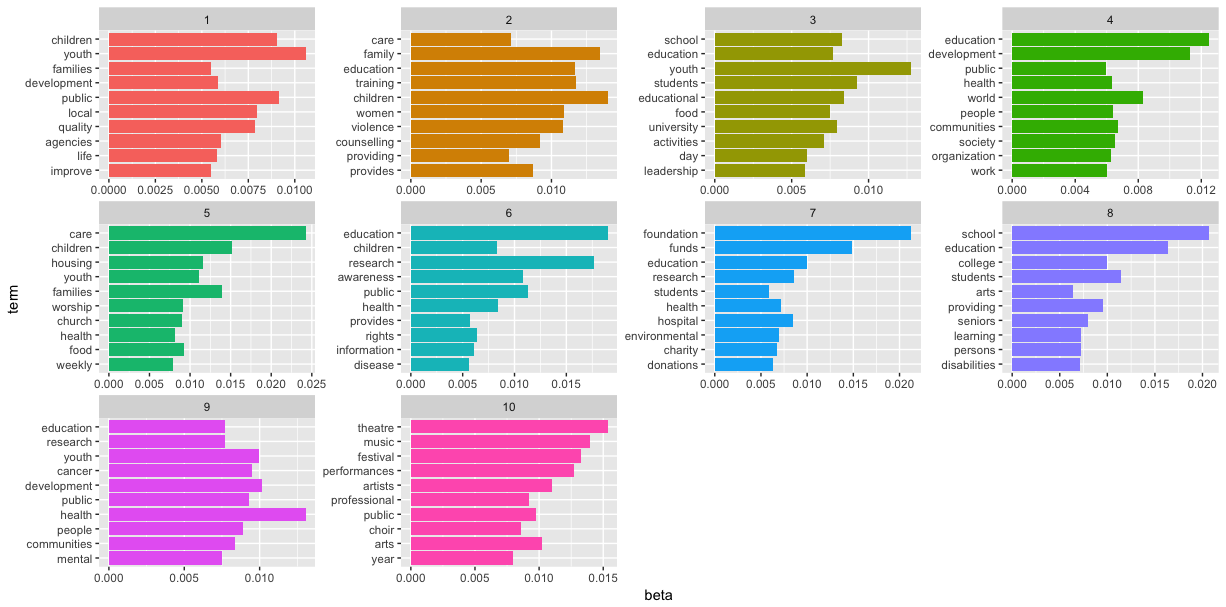 term
1
children
youth
families
development
public
local
quality
agencies
life
improve
0.0000 0.0025 0.0050 0.0075 0.0100
2
care
family
education
training
children
women
violence
counselling
providing
provides
0.000 0.005 0.010
3
school
education
youth
students
educational
food
university
activities
day
leadership
0.000 0.005 0.010
4
education
development
public
health
world
people
communities
society
organization
work
0.000 0.004 0.008 0.012
5
care
children
housing
youth
families
worship
church
health
food
weekly
0.000 0.005 0.010 0.015 0.020 0.025
6
education
children
research
awareness
public
health
provides
rights
information
disease
0.000 0.005 0.010 0.015
7
foundation
funds
education
research
students
health
hospital
environmental
charity
donations
0.000 0.005 0.010 0.015 0.020
8
school
education
college
students
arts
providing
seniors
learning
persons
disabilities
0.000 0.005 0.010 0.015 0.020
9
education
research
youth
cancer
development
public
health
people
communities
mental
0.000 0.005 0.010
10
theatre
music
festival
performances
artists
professional
public
choir
arts
year
0.000 0.005 0.010 0.015
beta